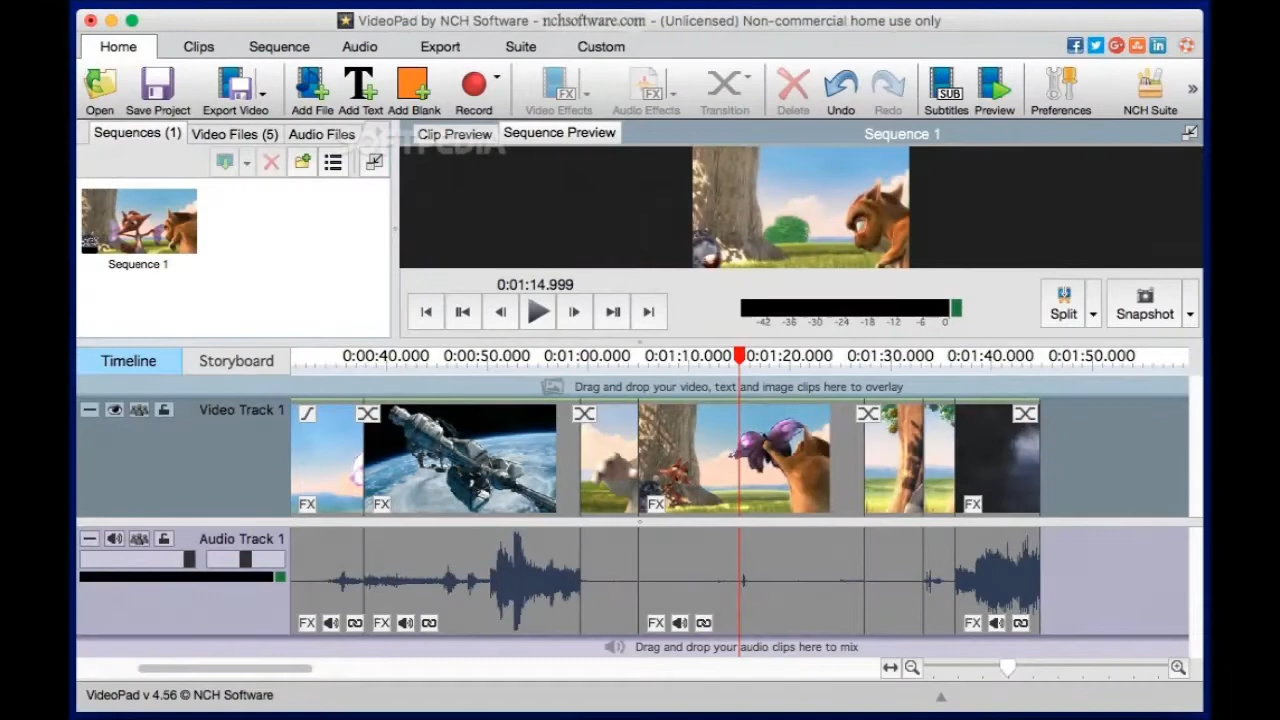 VideoPad by NCH Software - nchsoftware.com - (Unlicensed) Non-commercial home use only
Home Clips Sequence Audio Export Suite Custom
Open Save Project Export Video Add File Add Text Add Blank Record Video Effects Audio Effects Transition Delete Undo Redo Subtitles Preview Preferences NCH Suite
Sequences (1) Video Files (5) Audio Files Clip Preview Sequence Preview Sequence 1
SOFTPEDIA
Sequence 1
0:01:14.999
-42 -36 -30 -24 -18 -12 -6 0
Split Snapshot
Timeline Storyboard 0:00:40.000 0:00:50.000 0:01:00.000 0:01:10.000 0:01:20.000 0:01:30.000 0:01:40.000 0:01:50.000
Drag and drop your video, text and image clips here to overlay
Video Track 1
FX FX FX FX
Audio Track 1
FX FX FX FX
Drag and drop your audio clips here to mix
VideoPad v 4.56 © NCH Software